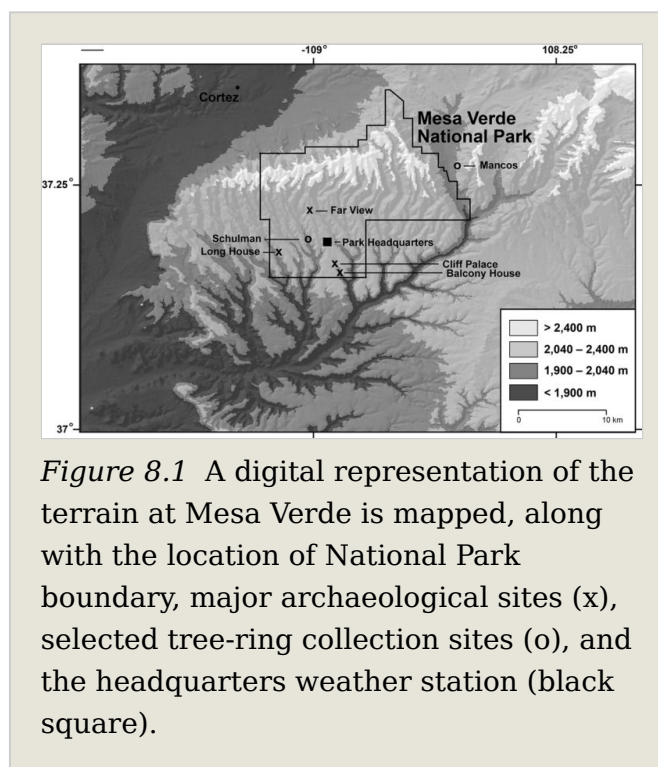 -109°
108.25°
Cortez
Mesa Verde
National Park
Mancos
37.25°
Far View
Schulman
Park Headquarters
Long House
Cliff Palace
Balcony House
> 2,400 m
2,040 – 2,400 m
1,900 – 2,040 m
< 1,900 m
0 10 km
37°
Figure 8.1 A digital representation of the
terrain at Mesa Verde is mapped, along
with the location of National Park
boundary, major archaeological sites (x),
selected tree-ring collection sites (o), and
the headquarters weather station (black
square).